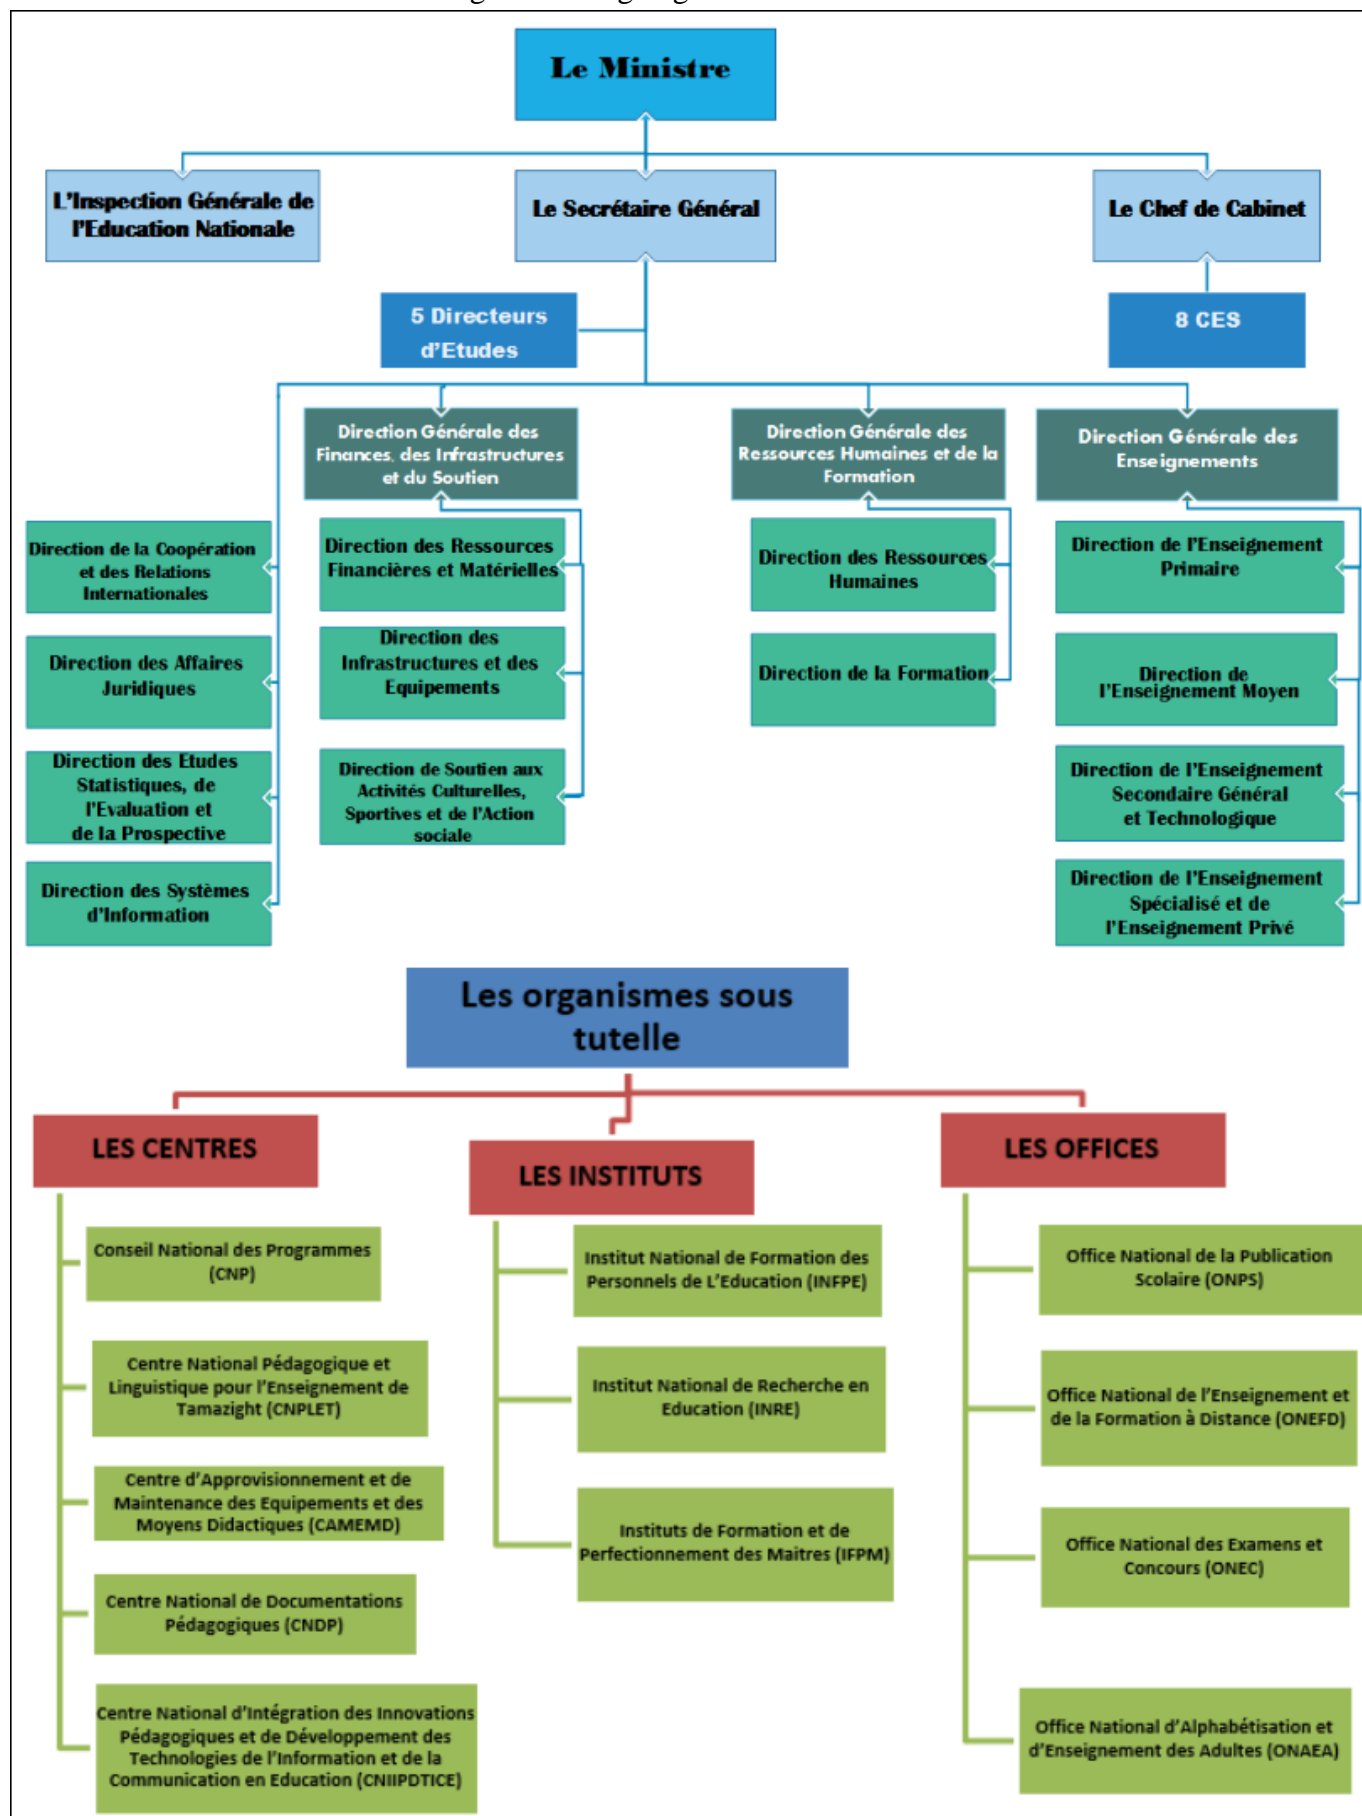 Le Ministre
L'Inspection Générale de
l'Education Nationale
Le Secrétaire Général
Le Chef de Cabinet
5 Directeurs
d'Etudes
8 CES
Direction Générale des
Finances, des Infrastructures
et du Soutien
Direction Générale des
Ressources Humaines et de la
Formation
Direction Générale des
Enseignements
Direction de la Coopération
et des Relations
Internationales
Direction des Affaires
Juridiques
Direction des Etudes
Statistiques, de
l'Evaluation et
de la Prospective
Direction des Systèmes
d'Information
Direction des Ressources
Financières et Matérielles
Direction des
Infrastructures et des
Equipements
Direction de Soutien aux
Activités Culturelles,
Sportives et de l'Action
sociale
Direction des Ressources
Humaines
Direction de la Formation
Direction de l'Enseignement
Primaire
Direction de
l'Enseignement Moyen
Direction de l'Enseignement
Secondaire Général
et Technologique
Direction de l'Enseignement
Spécialisé et de
l'Enseignement Privé
Les organismes sous
tutelle
LES CENTRES
Conseil National des Programmes
(CNP)
Centre National Pédagogique et
Linguistique pour l'Enseignement de
Tamazight (CNPLET)
Centre d'Approvisionnement et de
Maintenance des Equipements et des
Moyens Didactiques (CAMEMD)
Centre National de Documentations
Pédagogiques (CNDP)
Centre National d'Intégration des Innovations
Pédagogiques et de Développement des
Technologies de l'Information et de la
Communication en Education (CNIIPDTICE)
LES INSTITUTS
Institut National de Formation des
Personnels de L'Education (INFPE)
Institut National de Recherche en
Education (INRE)
Instituts de Formation et de
Perfectionnement des Maitres (IFPM)
LES OFFICES
Office National de la Publication
Scolaire (ONPS)
Office National de l'Enseignement et
de la Formation à Distance (ONEFD)
Office National des Examens et
Concours (ONEC)
Office National d'Alphabétisation et
d'Enseignement des Adultes (ONAEA)